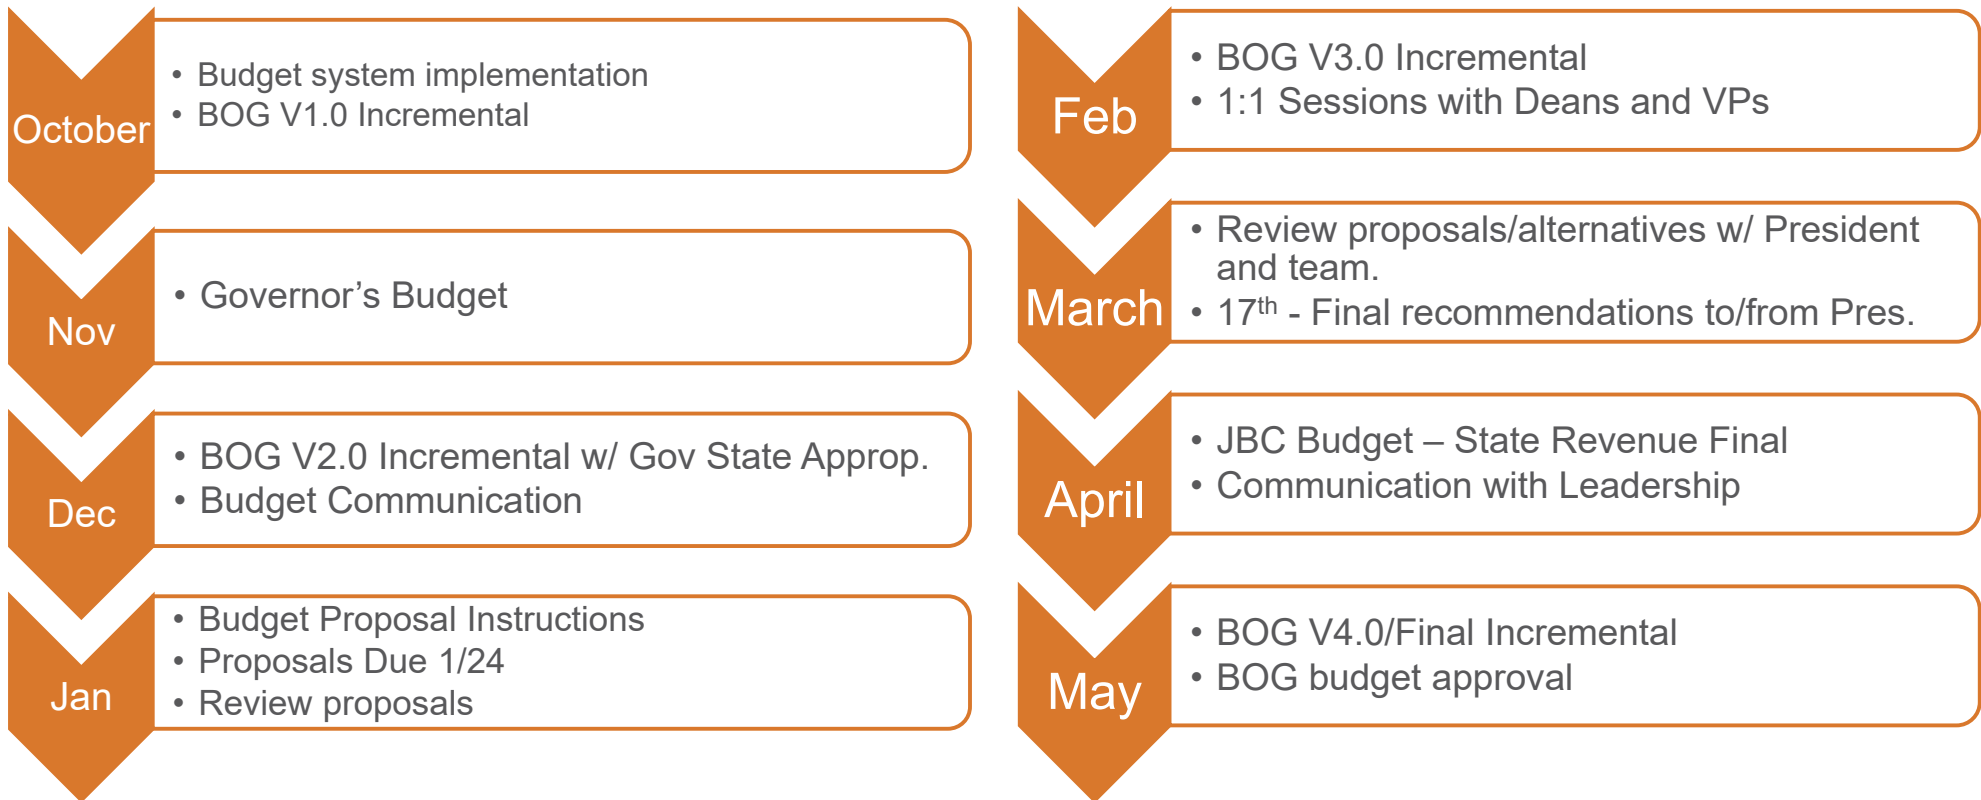 October
• Budget system implementation
• BOG V1.0 Incremental
Nov
• Governor’s Budget
Dec
• BOG V2.0 Incremental w/ Gov State Approp.
• Budget Communication
Jan
• Budget Proposal Instructions
• Proposals Due 1/24
• Review proposals
Feb
• BOG V3.0 Incremental
• 1:1 Sessions with Deans and VPs
March
• Review proposals/alternatives w/ President
and team.
• 17th - Final recommendations to/from Pres.
April
• JBC Budget – State Revenue Final
• Communication with Leadership
May
• BOG V4.0/Final Incremental
• BOG budget approval